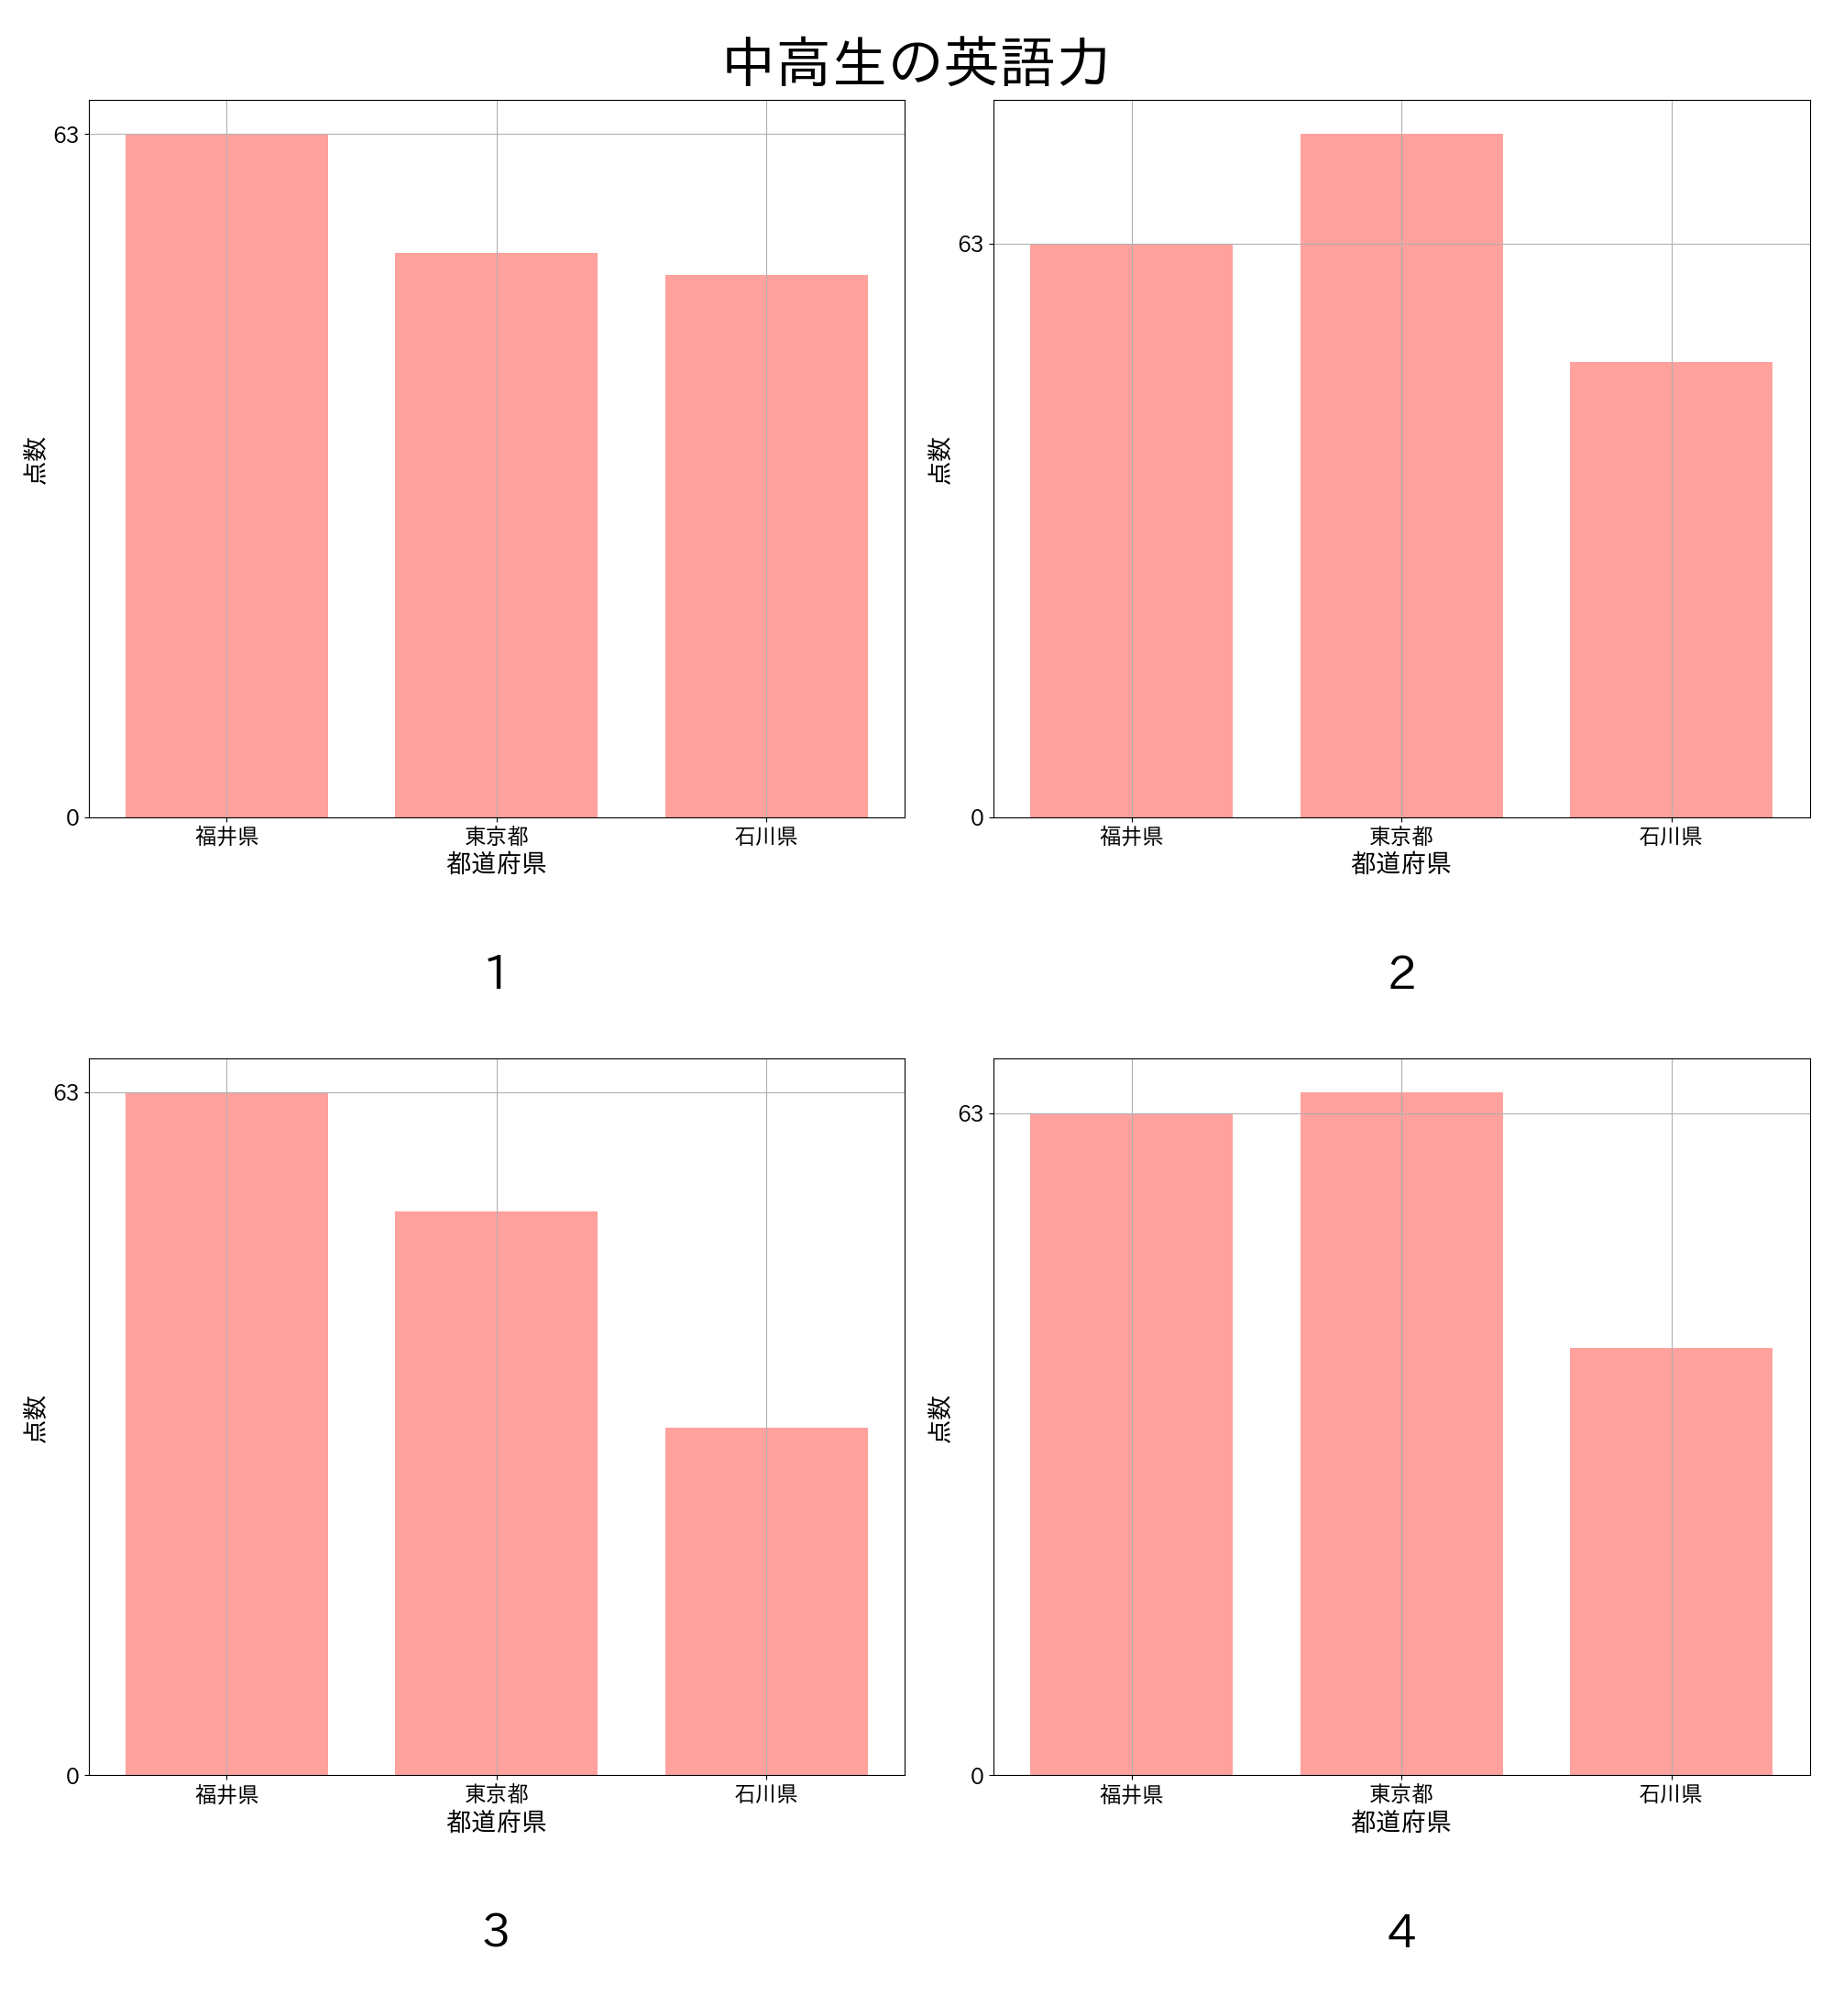 中高生の英語力
63
0
点数
福井県 東京都 石川県
都道府県
1
63
0
点数
福井県 東京都 石川県
都道府県
2
63
0
点数
福井県 東京都 石川県
都道府県
3
63
0
点数
福井県 東京都 石川県
都道府県
4